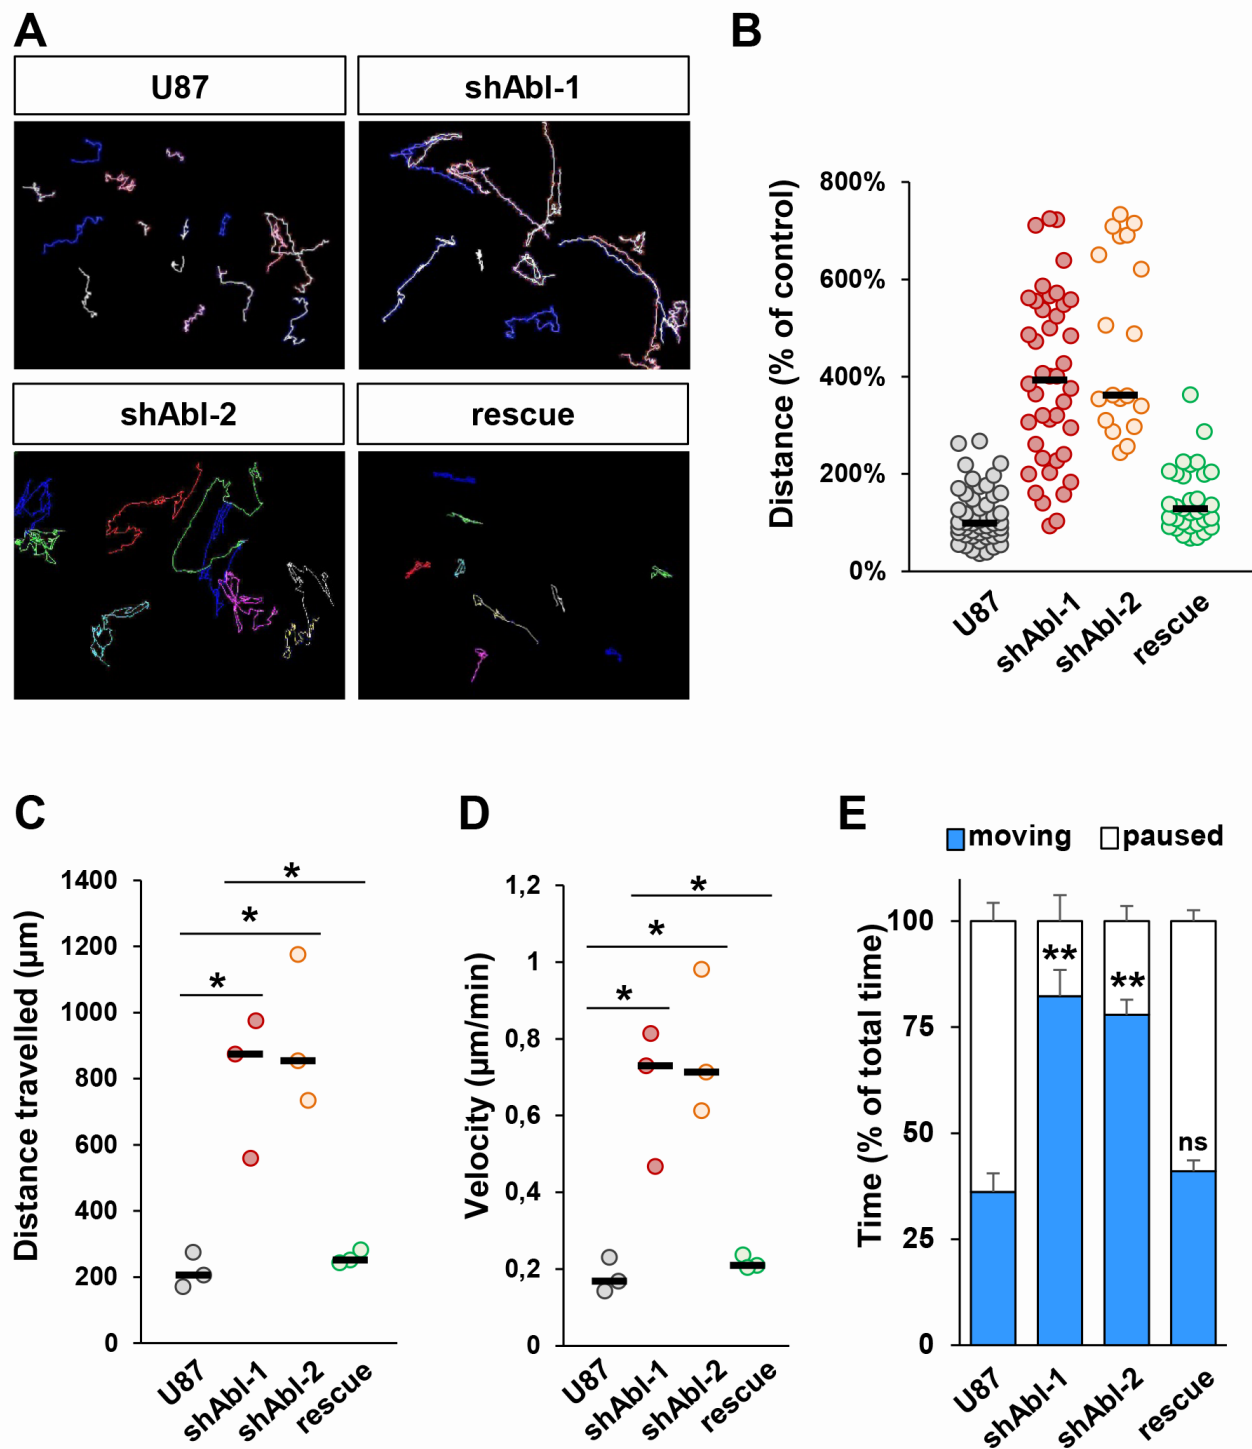 A
U87
shAbl-1
shAbl-2
rescue
B
Distance (% of control)
800%
600%
400%
200%
0%
U87
shAbl-1
shAbl-2
rescue
C
Distance travelled (µm)
1400
1200
1000
800
600
400
200
0
*
*
*
U87
shAbl-1
shAbl-2
rescue
D
Velocity (µm/min)
1,2
1
0,8
0,6
0,4
0,2
0
*
*
*
U87
shAbl-1
shAbl-2
rescue
E
moving
paused
Time (% of total time)
100
75
50
25
0
**
**
ns
U87
shAbl-1
shAbl-2
rescue